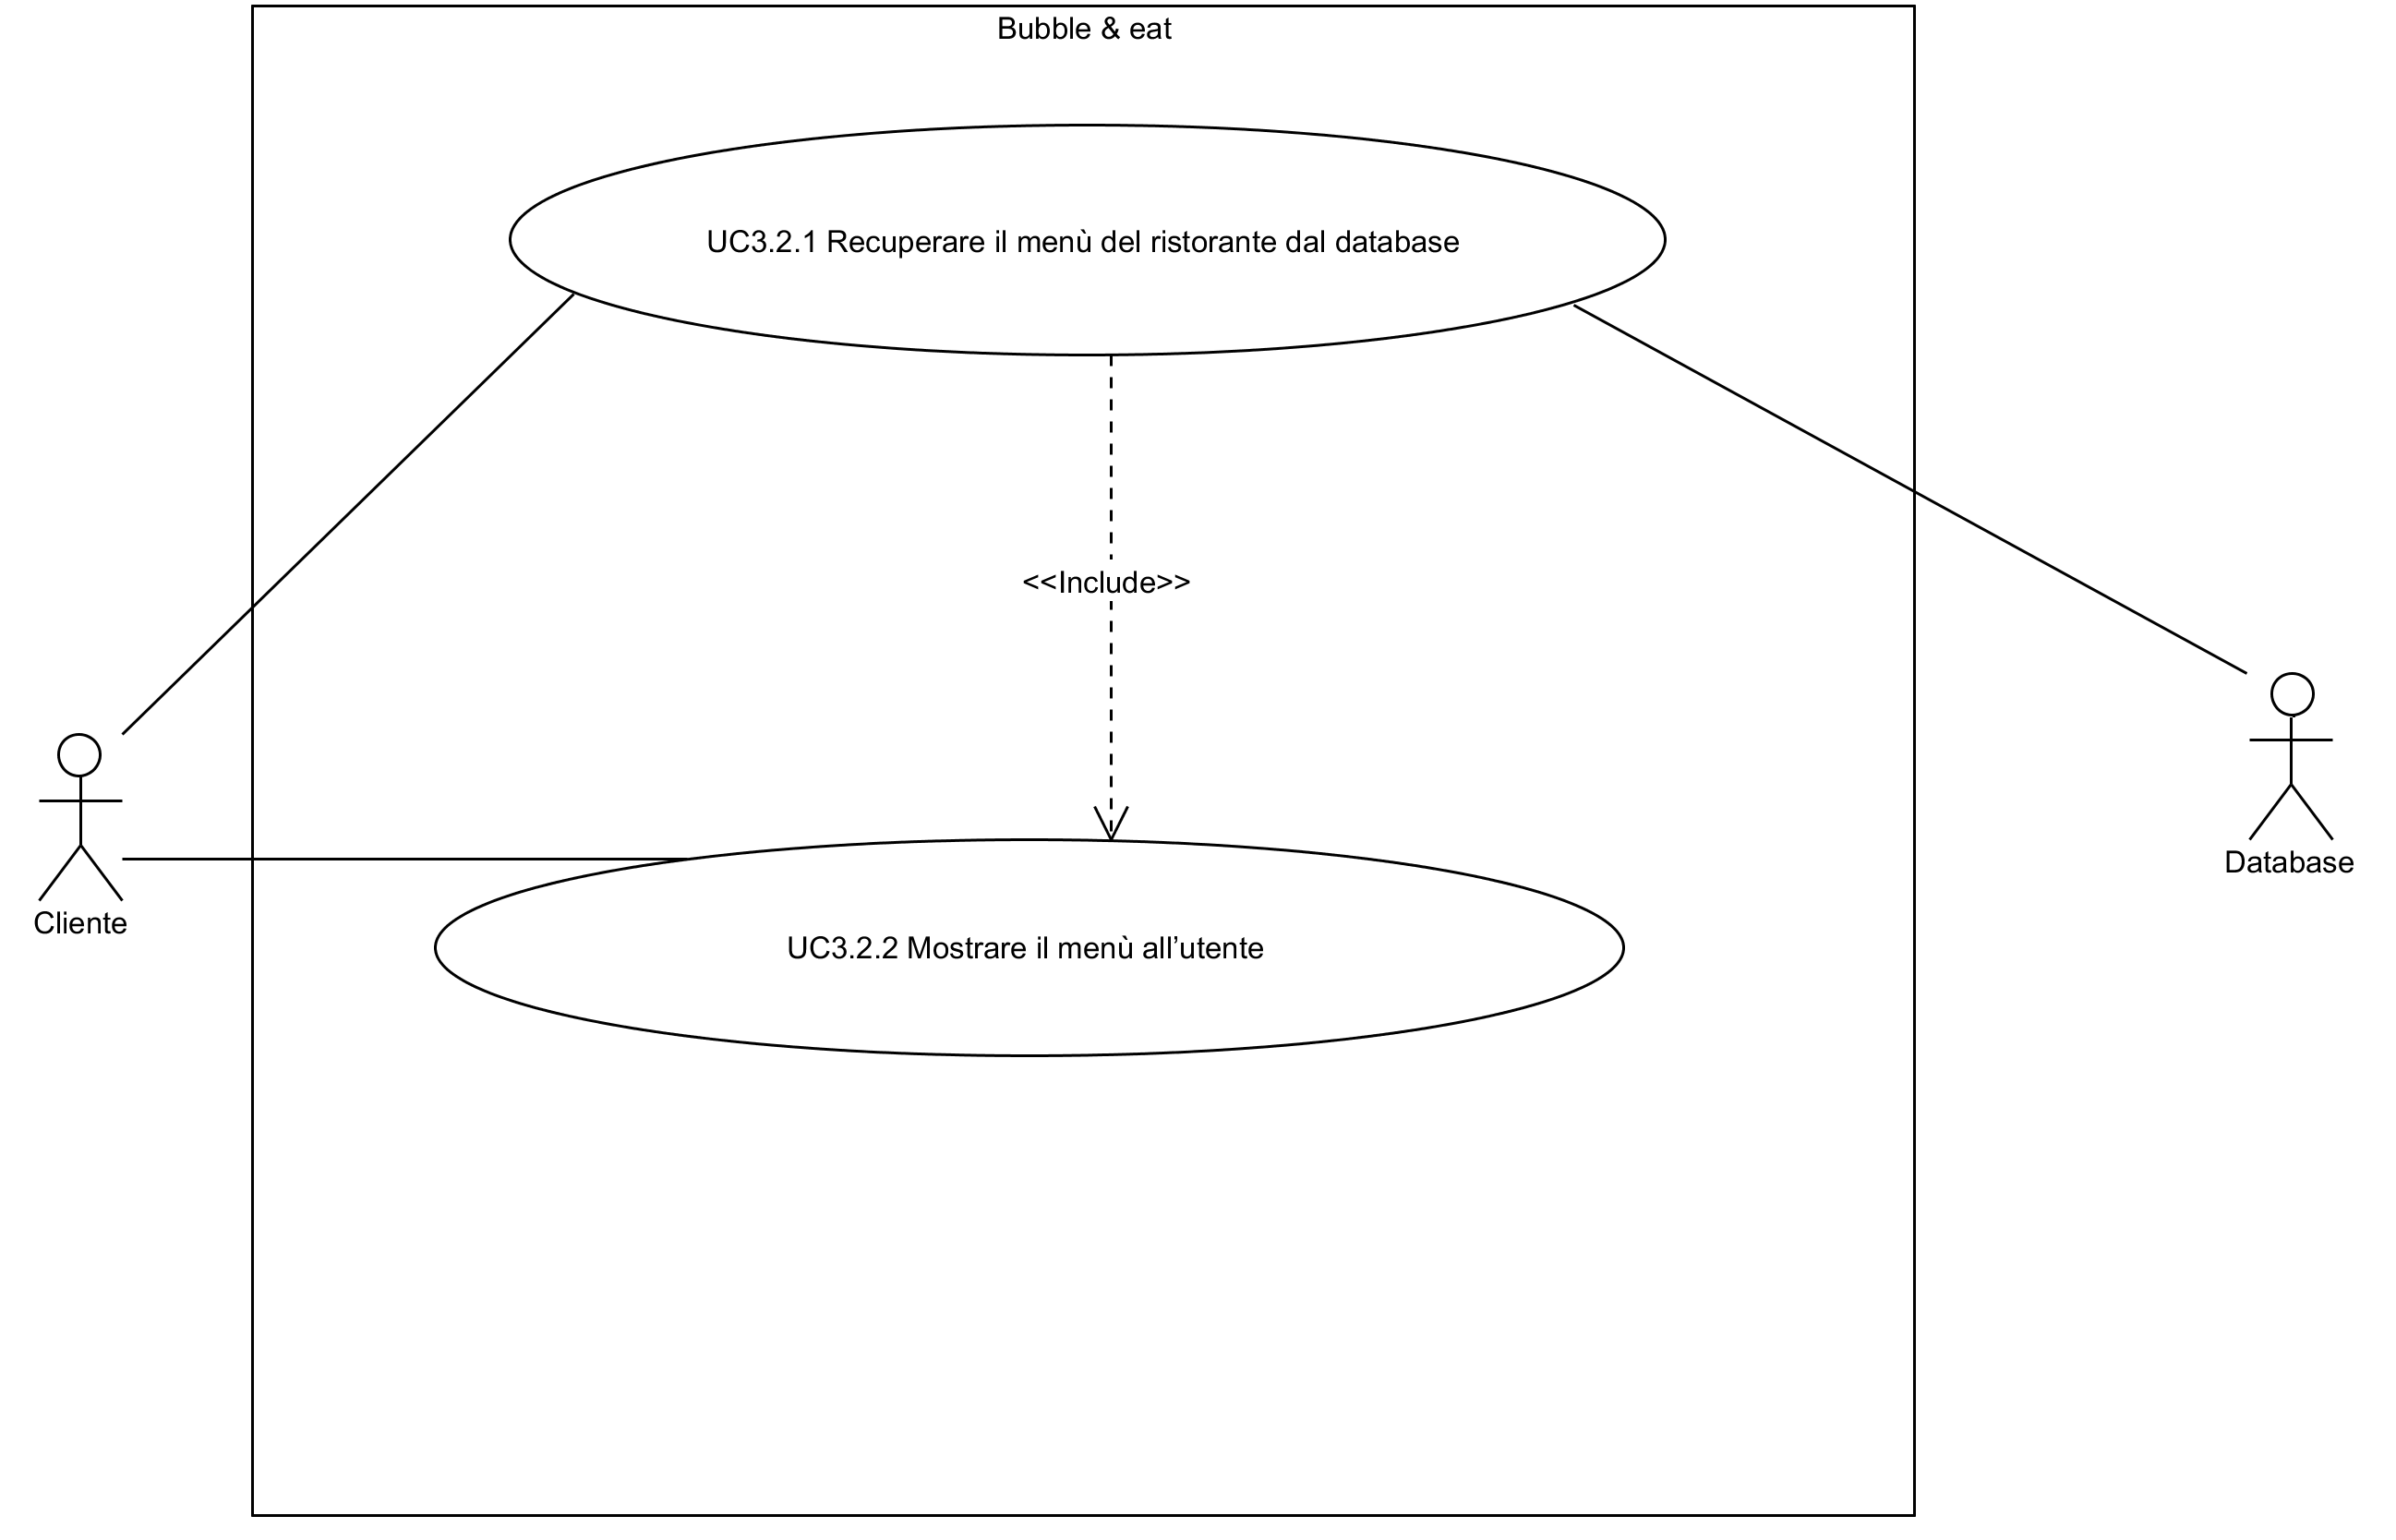 Bubble & eat
UC3.2.1 Recuperare il menù del ristorante dal database
<<Include>>
Cliente
Database
UC3.2.2 Mostrare il menù all’utente